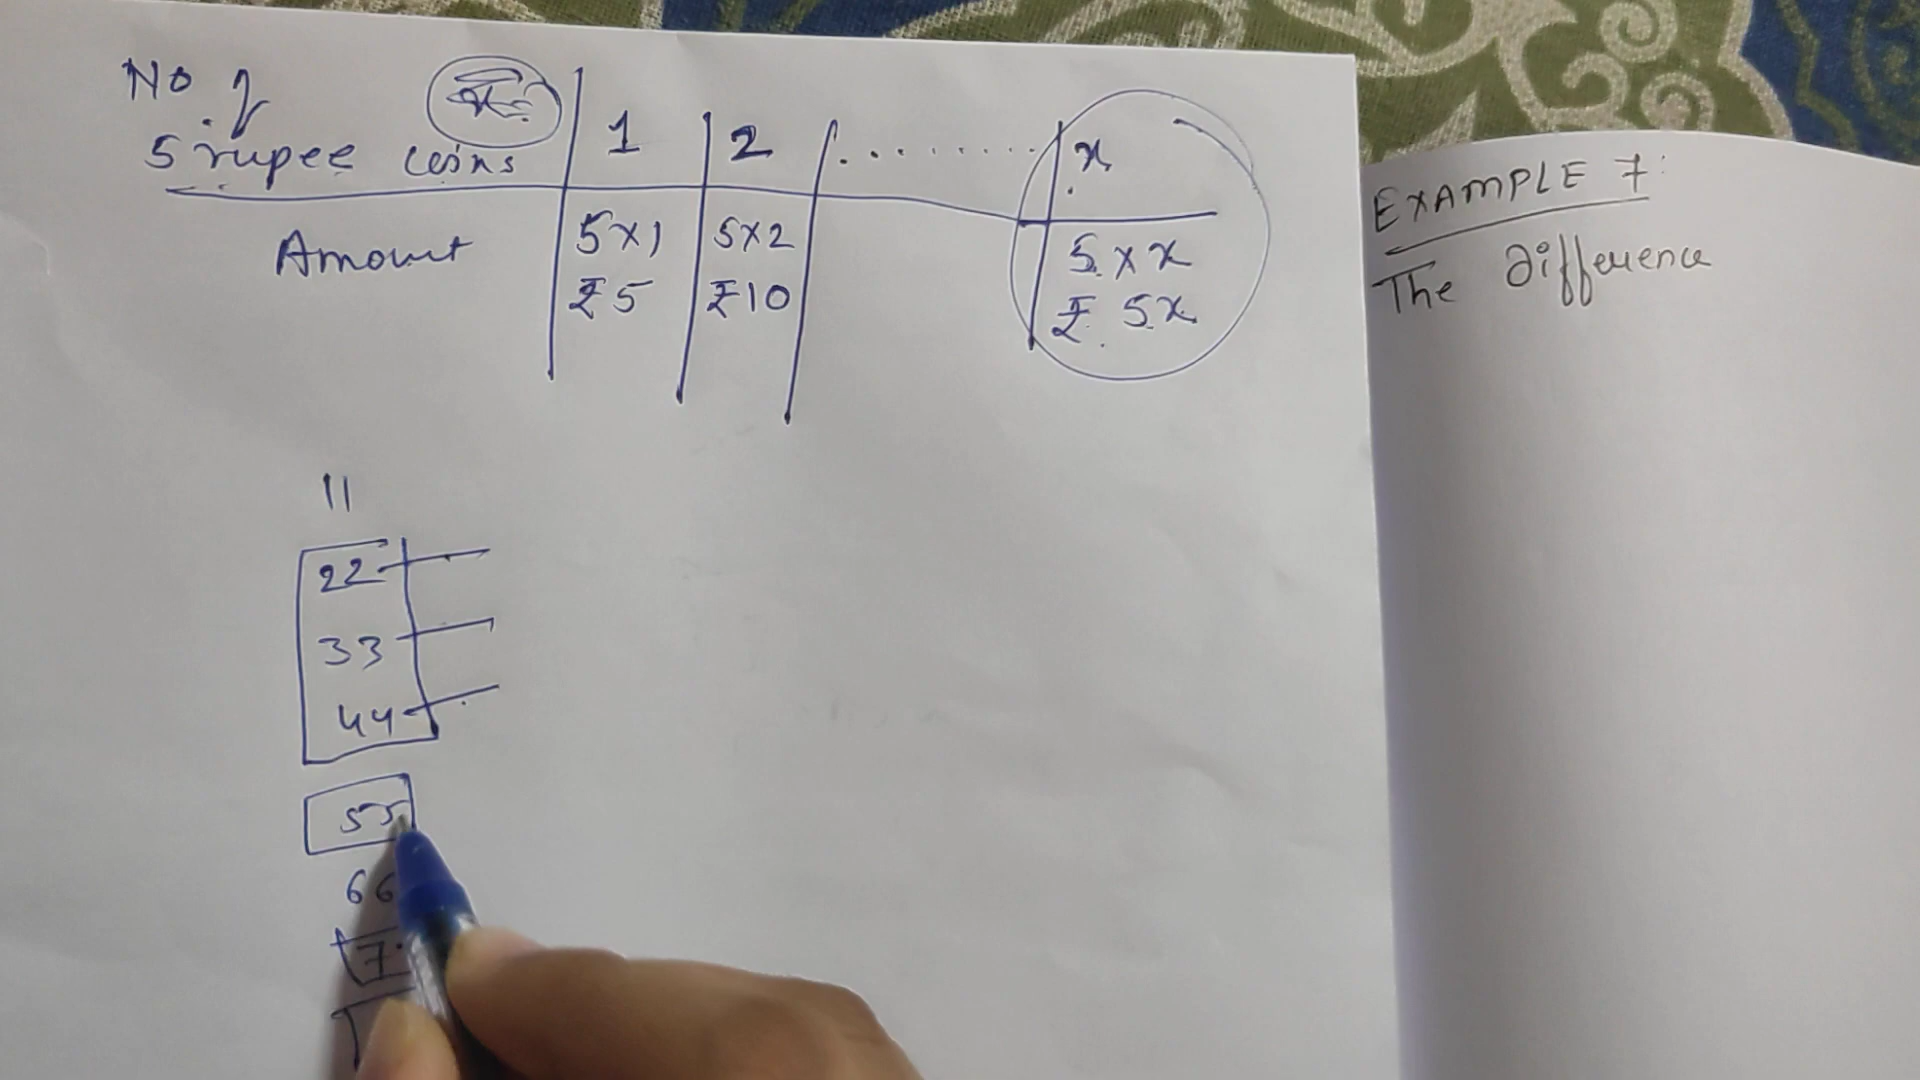 No of
5 rupee coins 1 2 ......... x
Amount 5×1 5×2 5×x
₹5 ₹10 ₹ 5x
11
22
33
44
55
66
7
EXAMPLE 7:
The difference